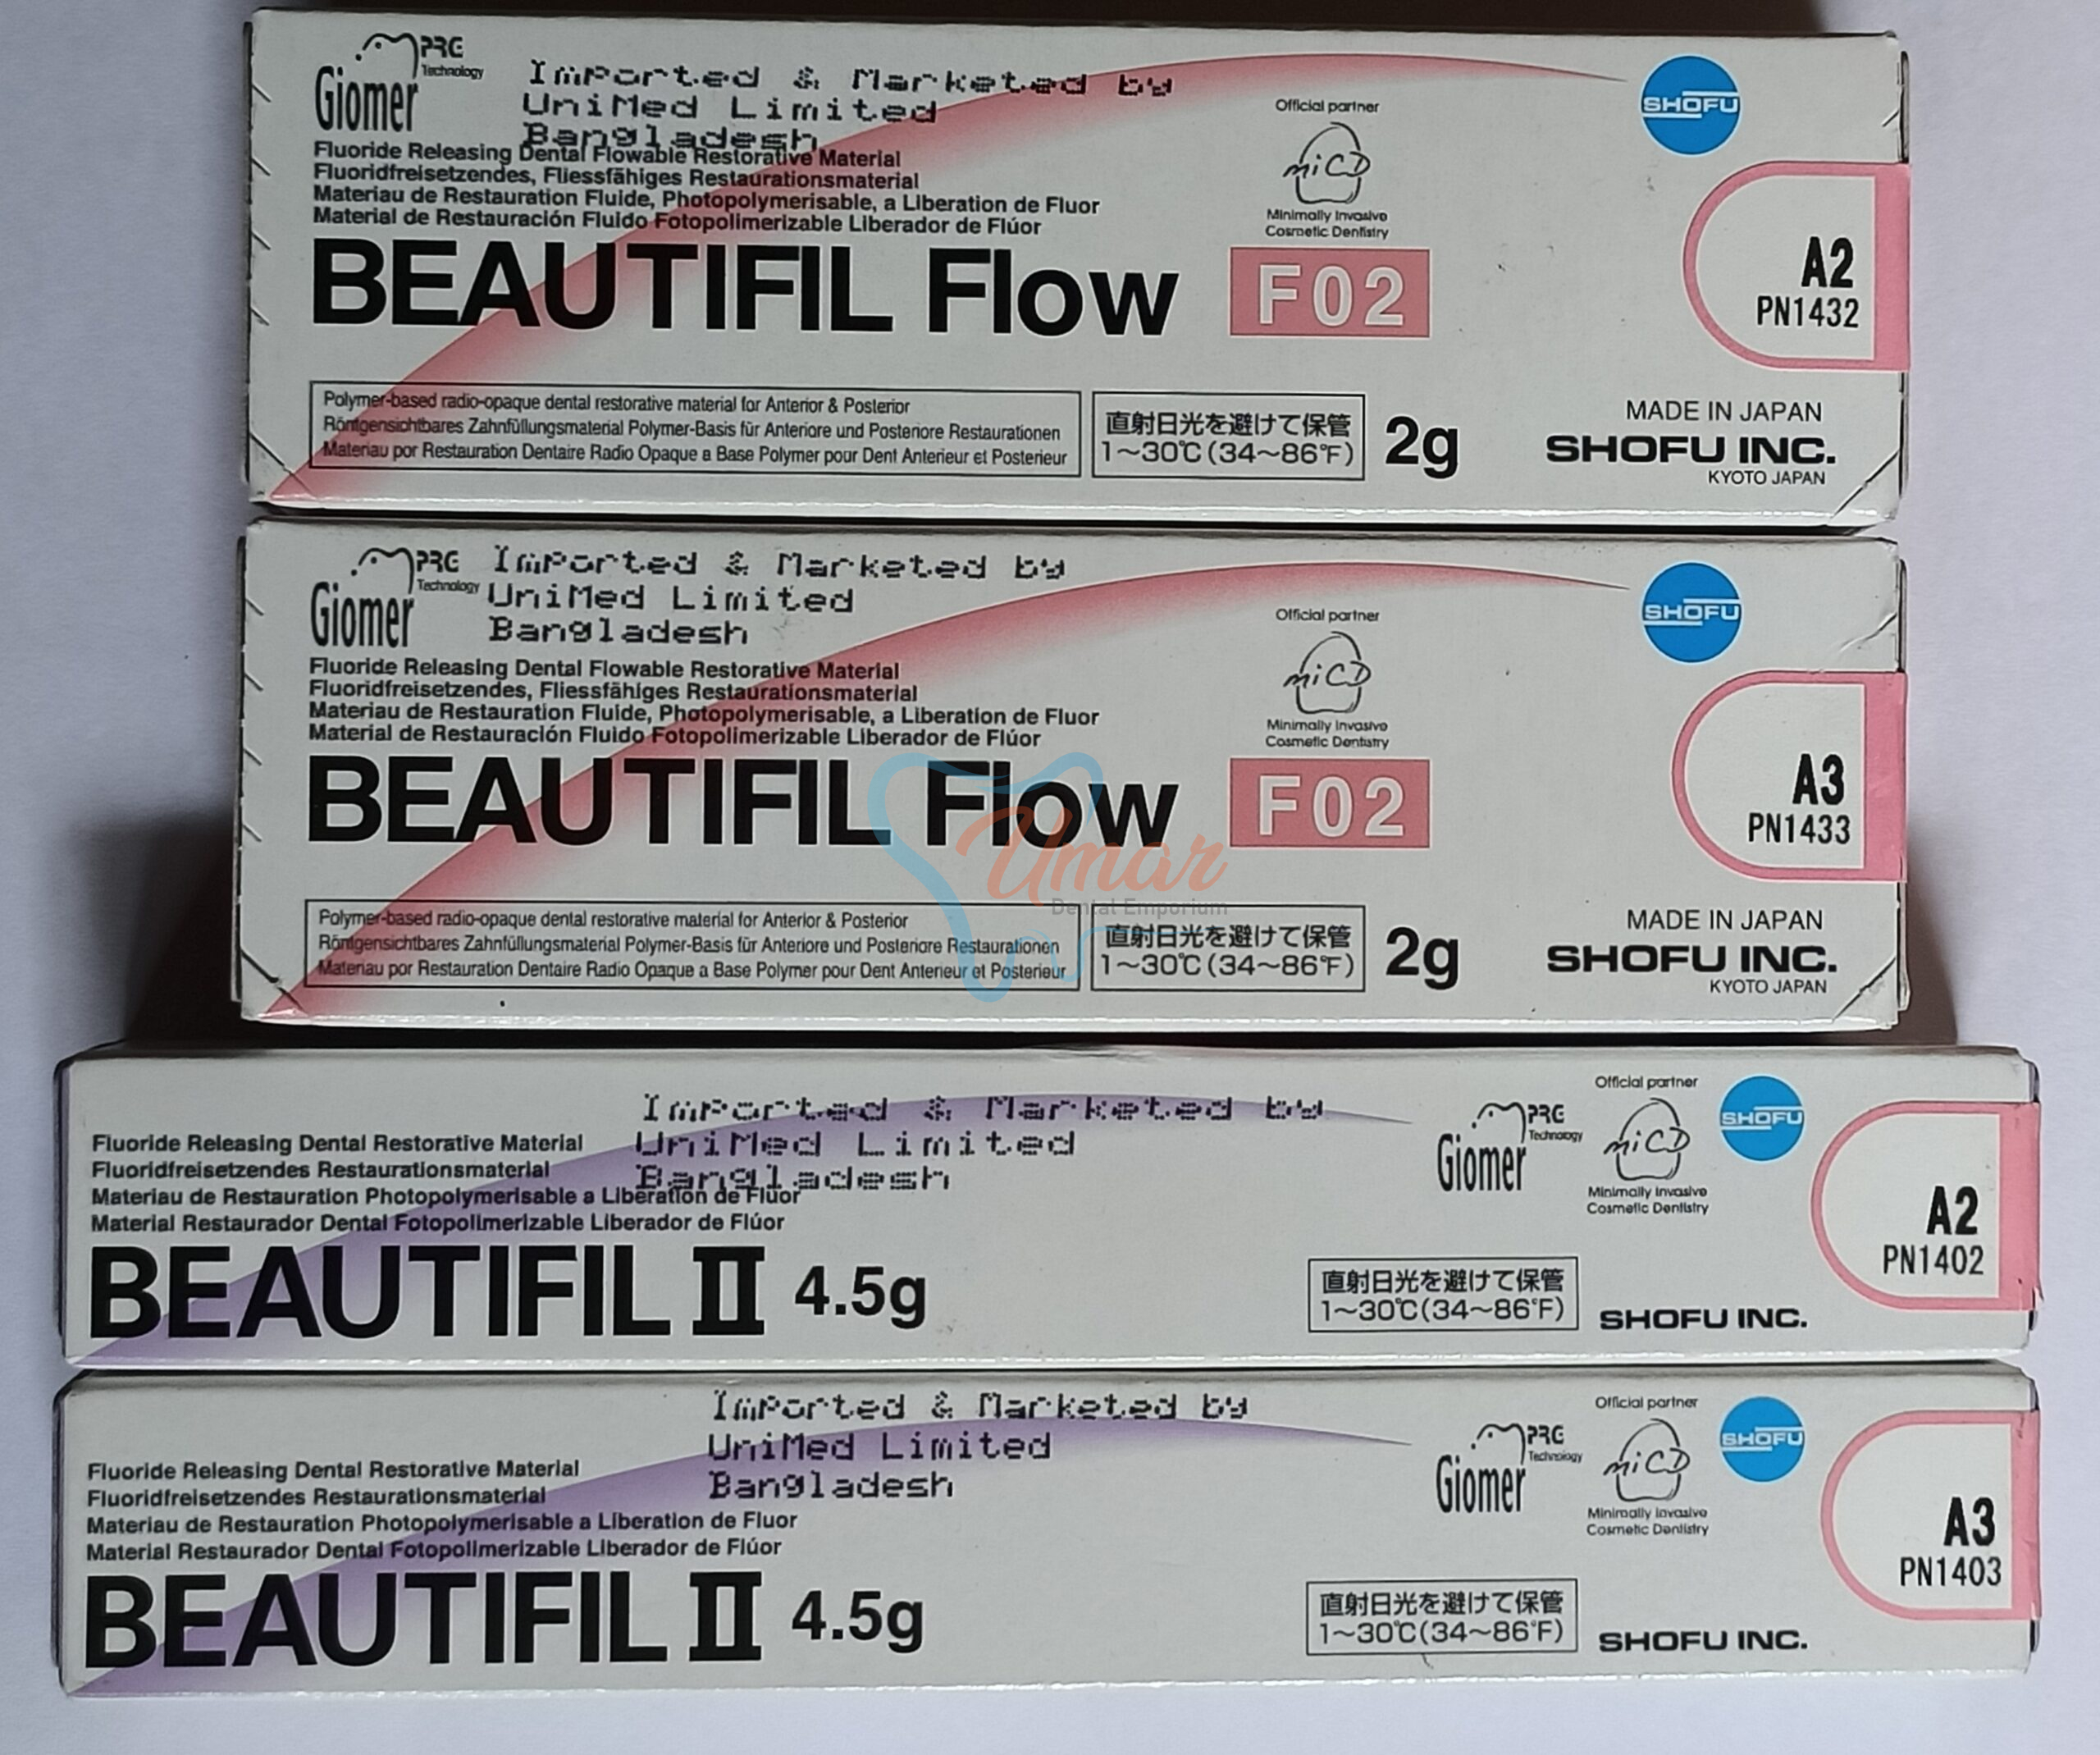 Giomer
PRG
Technology
Imported & Marketed by
UniMed Limited
Bangladesh
Fluoride Releasing Dental Flowable Restorative Material
Fluoridfreisetzendes, Fliessfähiges Restaurationsmaterial
Materiau de Restauration Fluide, Photopolymerisable, a Liberation de Fluor
Material de Restauración Fluido Fotopolimerizable Liberador de Flúor
BEAUTIFIL Flow
F02
Official partner
MiCD
Minimally Invasive
Cosmetic Dentistry
SHOFU
A2
PN1432
Polymer-based radio-opaque dental restorative material for Anterior & Posterior
Röntgensichtbares Zahnfüllungsmaterial Polymer-Basis für Anteriore und Posteriore Restaurationen
Materiau por Restauration Dentaire Radio Opaque a Base Polymer pour Dent Anterieur et Posterieur
直射日光を避けて保管
1～30℃(34～86℉)
2g
MADE IN JAPAN
SHOFU INC.
KYOTO JAPAN
Giomer
PRG
Technology
Imported & Marketed by
UniMed Limited
Bangladesh
Fluoride Releasing Dental Flowable Restorative Material
Fluoridfreisetzendes, Fliessfähiges Restaurationsmaterial
Materiau de Restauration Fluide, Photopolymerisable, a Liberation de Fluor
Material de Restauración Fluido Fotopolimerizable Liberador de Flúor
BEAUTIFIL Flow
F02
Official partner
MiCD
Minimally Invasive
Cosmetic Dentistry
SHOFU
A3
PN1433
Umar
Dental Emporium
Polymer-based radio-opaque dental restorative material for Anterior & Posterior
Röntgensichtbares Zahnfüllungsmaterial Polymer-Basis für Anteriore und Posteriore Restaurationen
Materiau por Restauration Dentaire Radio Opaque a Base Polymer pour Dent Anterieur et Posterieur
直射日光を避けて保管
1～30℃(34～86℉)
2g
MADE IN JAPAN
SHOFU INC.
KYOTO JAPAN
Imported & Marketed by
UniMed Limited
Bangladesh
Fluoride Releasing Dental Restorative Material
Fluoridfreisetzendes Restaurationsmaterial
Materiau de Restauration Photopolymerisable a Liberation de Fluor
Material Restaurador Dental Fotopolimerizable Liberador de Flúor
BEAUTIFIL II 4.5g
Giomer
PRG
Technology
Official partner
MiCD
Minimally Invasive
Cosmetic Dentistry
SHOFU
直射日光を避けて保管
1～30℃(34～86℉)
SHOFU INC.
A2
PN1402
Imported & Marketed by
UniMed Limited
Bangladesh
Fluoride Releasing Dental Restorative Material
Fluoridfreisetzendes Restaurationsmaterial
Materiau de Restauration Photopolymerisable a Liberation de Fluor
Material Restaurador Dental Fotopolimerizable Liberador de Flúor
BEAUTIFIL II 4.5g
Giomer
PRG
Technology
Official partner
MiCD
Minimally Invasive
Cosmetic Dentistry
SHOFU
直射日光を避けて保管
1～30℃(34～86℉)
SHOFU INC.
A3
PN1403